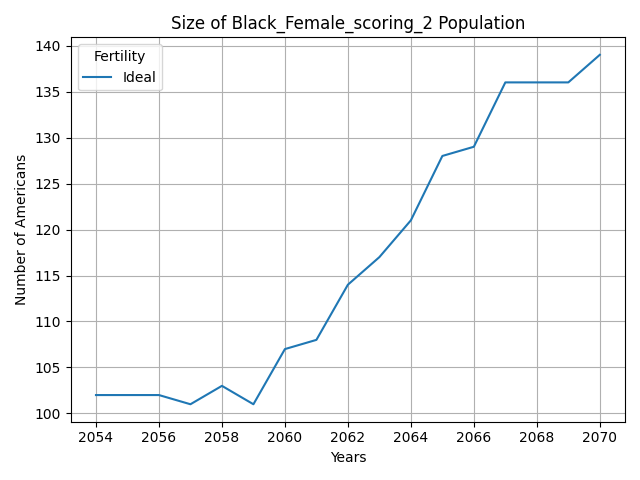 Size of Black_Female_scoring_2 Population
Number of Americans
140
135
130
125
120
115
110
105
100
Fertility
Ideal
2054 2056 2058 2060 2062 2064 2066 2068 2070
Years